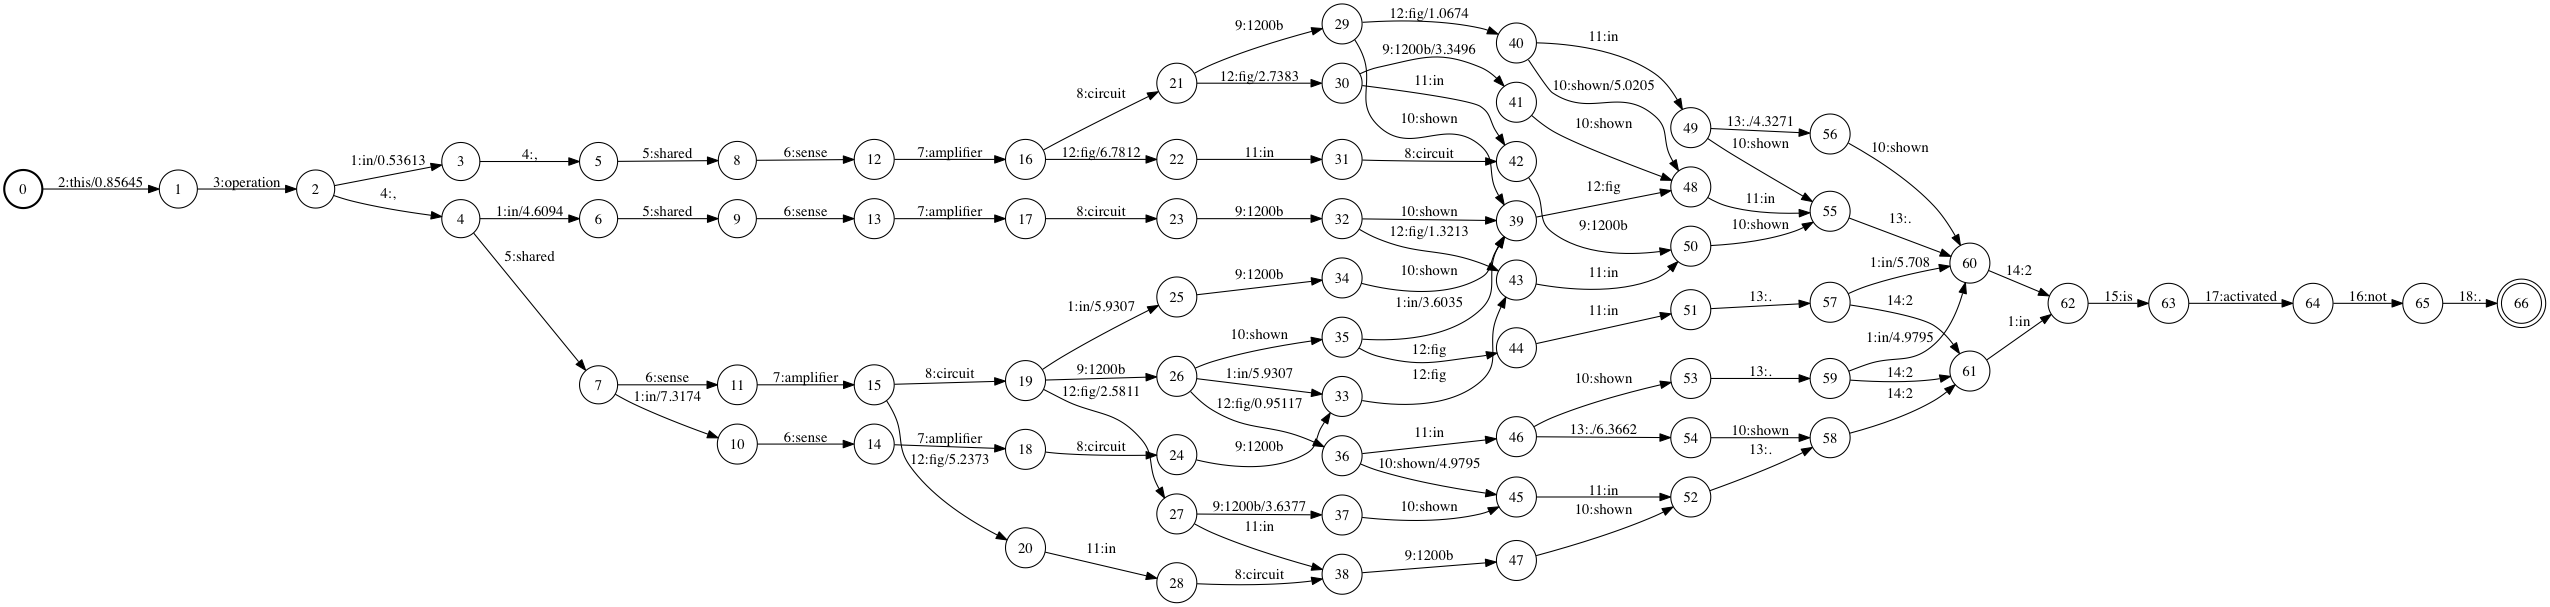 0
2:this/0.85645
1
3:operation
2
1:in/0.53613
4:,
3
4:,
5
5:shared
8
6:sense
12
7:amplifier
16
8:circuit
12:fig/6.7812
4
1:in/4.6094
5:shared
6
5:shared
9
6:sense
13
7:amplifier
17
8:circuit
23
9:1200b
32
10:shown
12:fig/1.3213
21
9:1200b
12:fig/2.7383
22
11:in
31
8:circuit
29
12:fig/1.0674
10:shown
30
9:1200b/3.3496
11:in
40
11:in
10:shown/5.0205
41
10:shown
42
9:1200b
39
12:fig
43
11:in
49
13:./4.3271
10:shown
48
11:in
50
10:shown
56
10:shown
55
13:.
7
6:sense
1:in/7.3174
11
7:amplifier
15
8:circuit
12:fig/5.2373
10
6:sense
14
7:amplifier
18
8:circuit
24
9:1200b
19
1:in/5.9307
9:1200b
12:fig/2.5811
25
9:1200b
34
10:shown
26
10:shown
1:in/5.9307
12:fig/0.95117
35
1:in/3.6035
12:fig
33
12:fig
44
11:in
51
13:.
57
1:in/5.708
14:2
36
11:in
10:shown/4.9795
46
10:shown
13:./6.3662
53
13:.
59
1:in/4.9795
14:2
54
10:shown
58
14:2
27
9:1200b/3.6377
11:in
37
10:shown
45
11:in
52
13:.
20
11:in
28
8:circuit
38
9:1200b
47
10:shown
60
14:2
61
1:in
62
15:is
63
17:activated
64
16:not
65
18:.
66